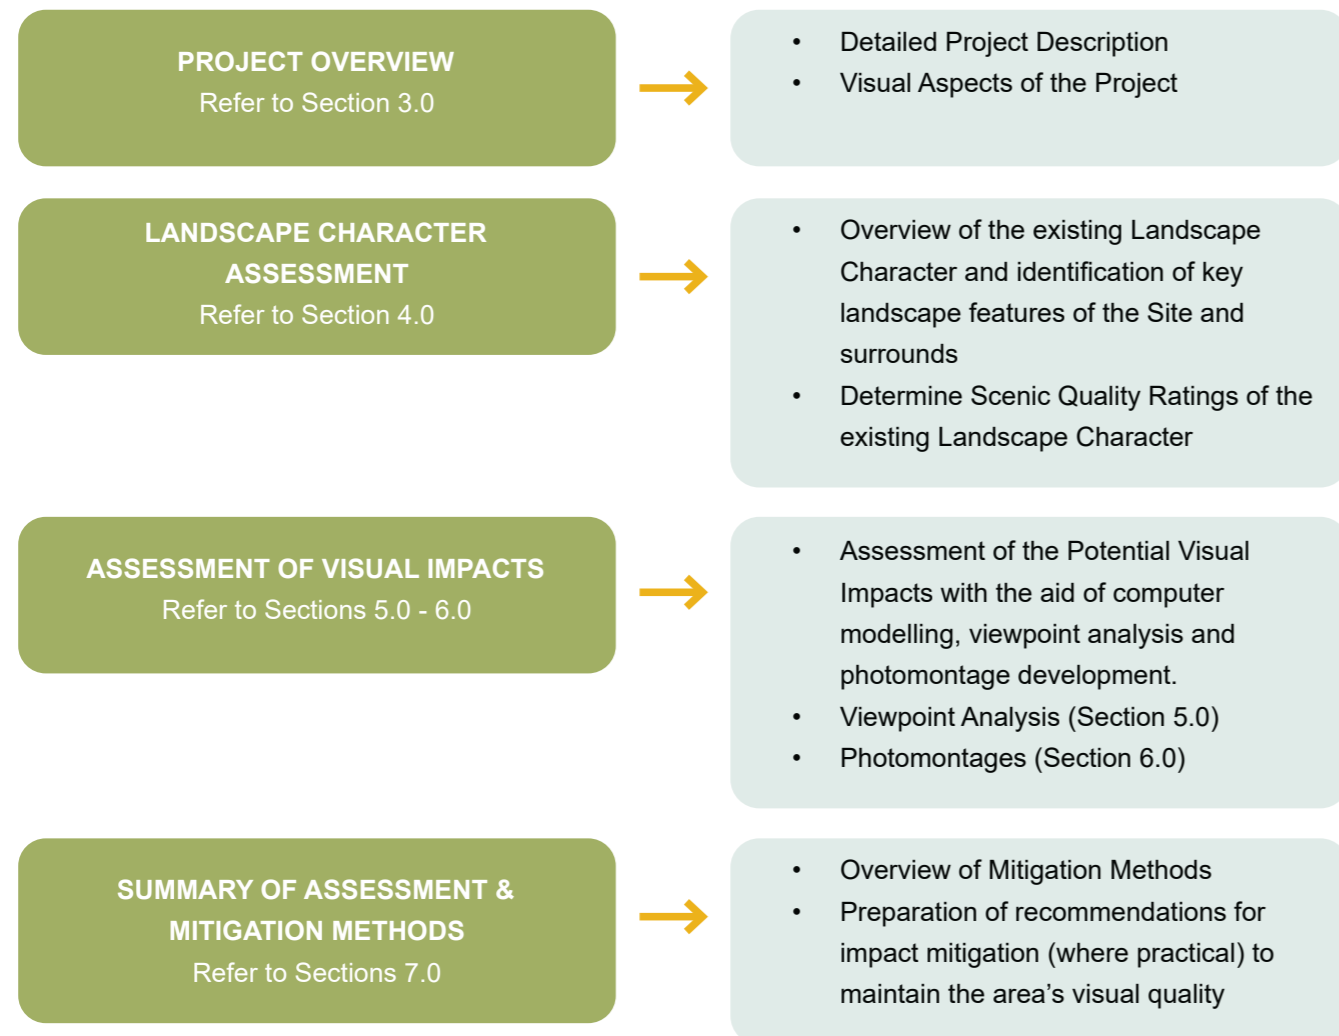 PROJECT OVERVIEW
Refer to Section 3.0
• Detailed Project Description
• Visual Aspects of the Project
LANDSCAPE CHARACTER
ASSESSMENT
Refer to Section 4.0
• Overview of the existing Landscape
Character and identification of key
landscape features of the Site and
surrounds
• Determine Scenic Quality Ratings of the
existing Landscape Character
ASSESSMENT OF VISUAL IMPACTS
Refer to Sections 5.0 - 6.0
• Assessment of the Potential Visual
Impacts with the aid of computer
modelling, viewpoint analysis and
photomontage development.
• Viewpoint Analysis (Section 5.0)
• Photomontages (Section 6.0)
SUMMARY OF ASSESSMENT &
MITIGATION METHODS
Refer to Sections 7.0
• Overview of Mitigation Methods
• Preparation of recommendations for
impact mitigation (where practical) to
maintain the area’s visual quality